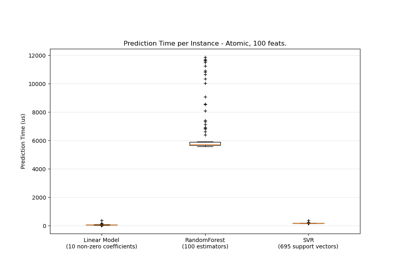 Prediction Time per Instance - Atomic, 100 feats.
12000
10000
8000
6000
4000
2000
0
Prediction Time (us)
Linear Model
(10 non-zero coefficients)
RandomForest
(100 estimators)
SVR
(695 support vectors)